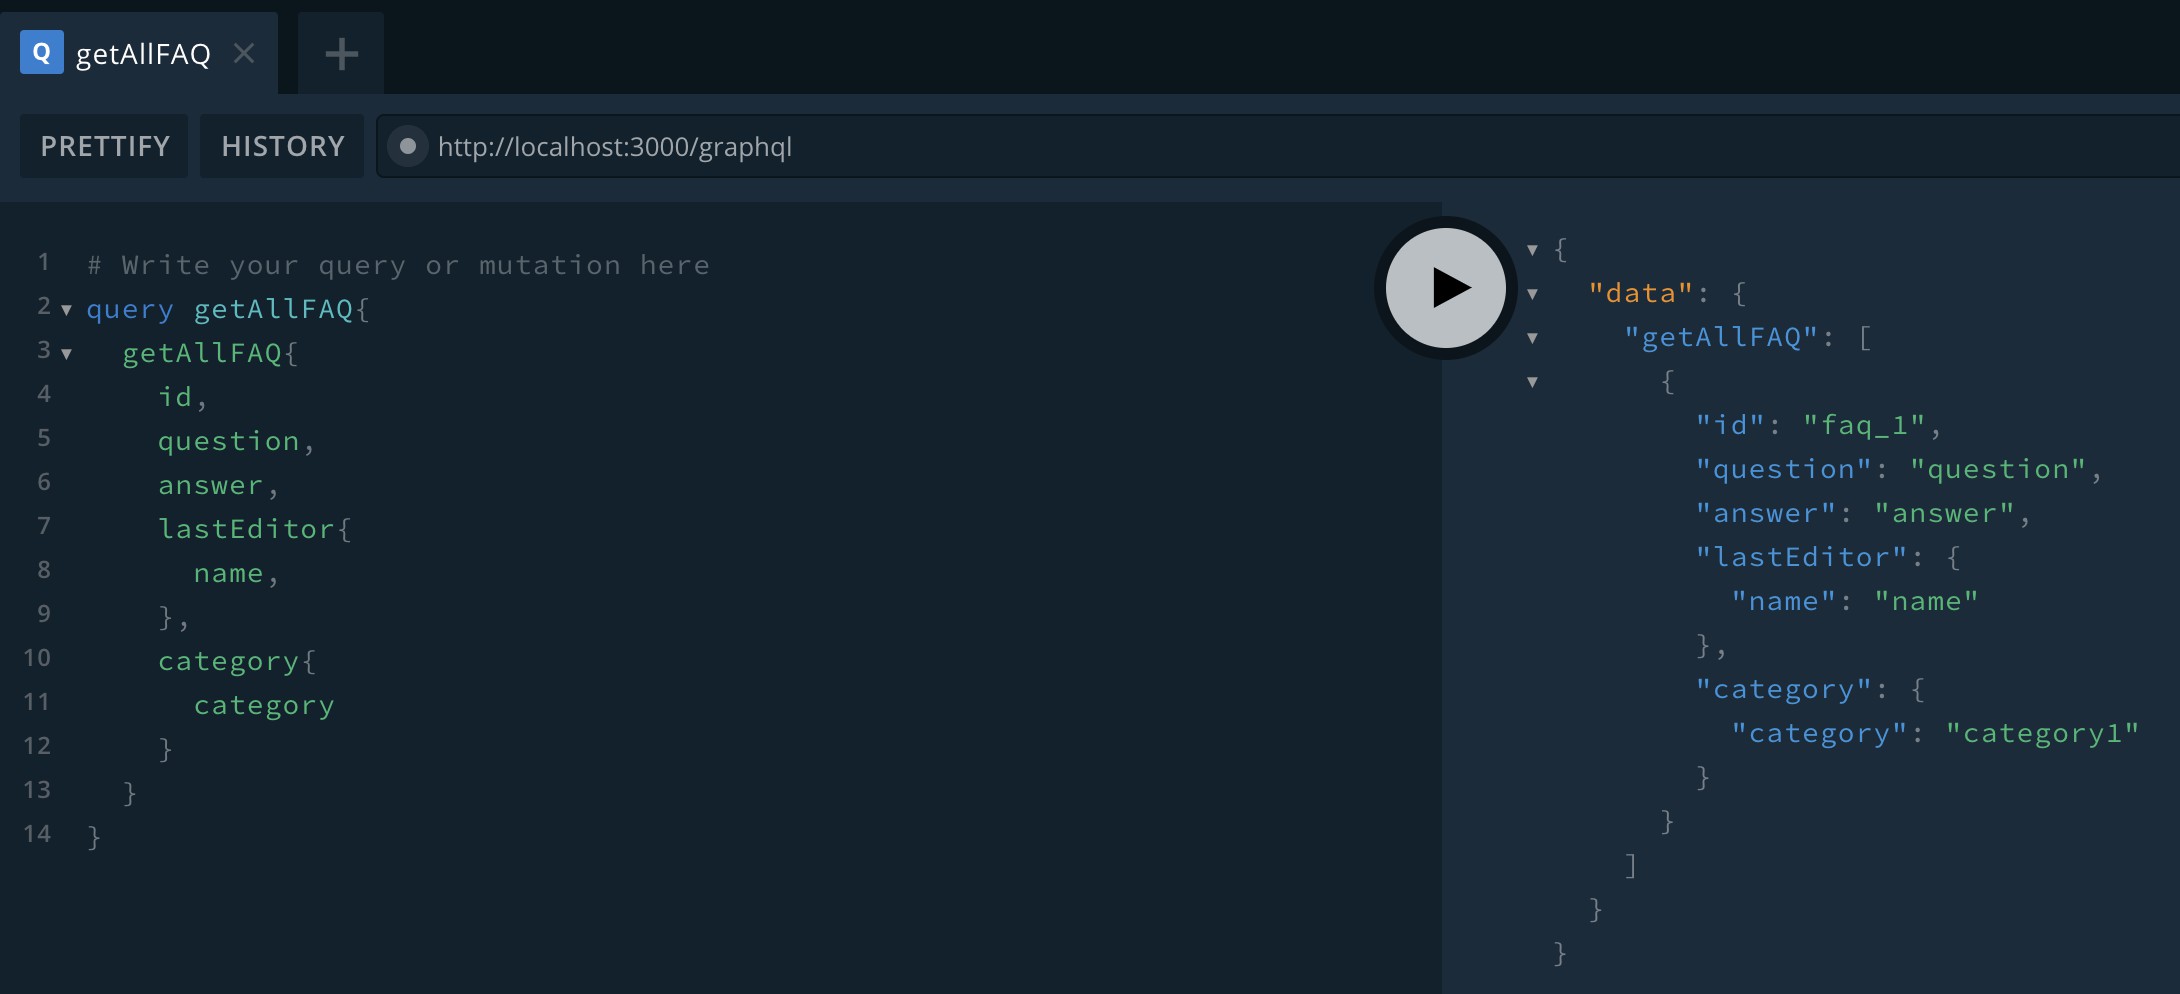 Q getAllFAQ
PRETTIFY HISTORY http://localhost:3000/graphql
1 # Write your query or mutation here
2 query getAllFAQ{
3 getAllFAQ{
4 id,
5 question,
6 answer,
7 lastEditor{
8 name,
9 },
10 category{
11 category
12 }
13 }
14 }
{
"data": {
"getAllFAQ": [
{
"id": "faq_1",
"question": "question",
"answer": "answer",
"lastEditor": {
"name": "name"
},
"category": {
"category": "category1"
}
}
]
}
}